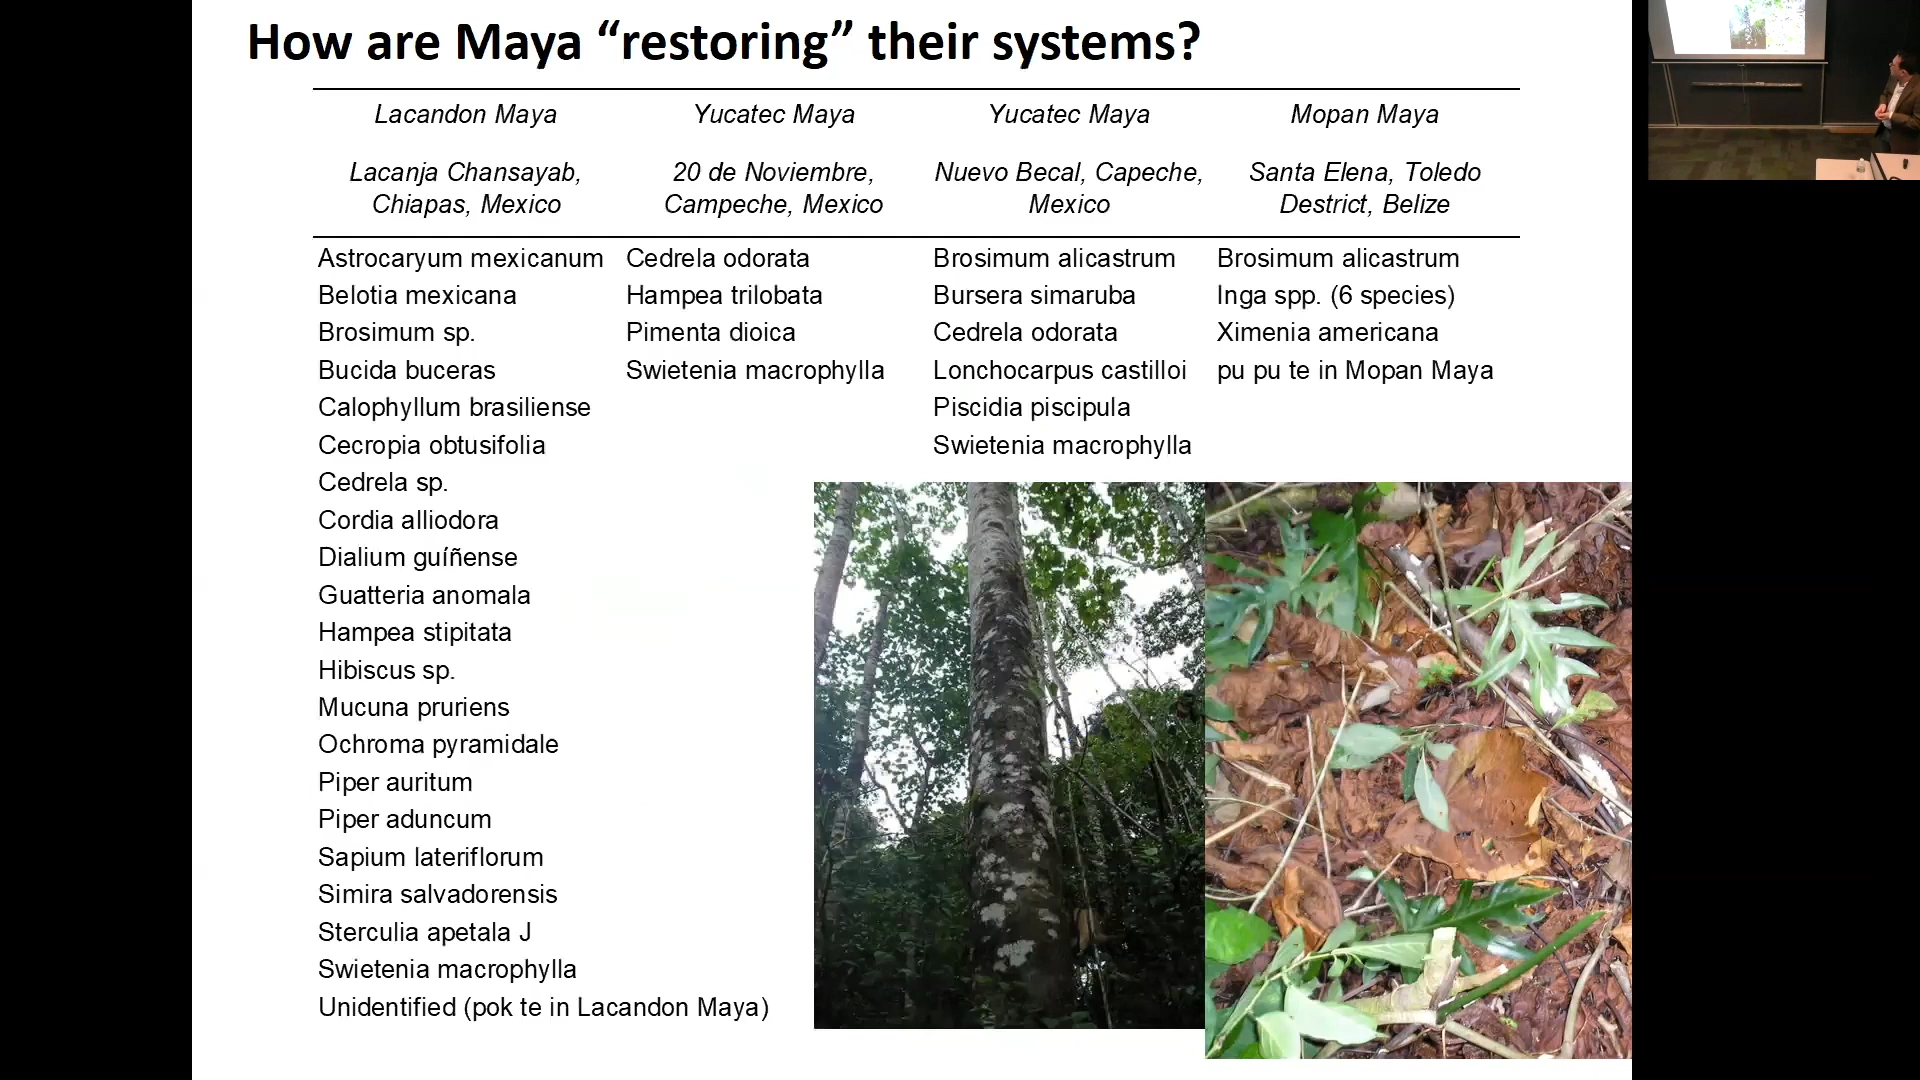 How are Maya “restoring” their systems?
Lacandon Maya
Yucatec Maya
Yucatec Maya
Mopan Maya
Lacanja Chansayab,
Chiapas, Mexico
20 de Noviembre,
Campeche, Mexico
Nuevo Becal, Capeche,
Mexico
Santa Elena, Toledo
Destrict, Belize
Astrocaryum mexicanum
Belotia mexicana
Brosimum sp.
Bucida buceras
Calophyllum brasiliense
Cecropia obtusifolia
Cedrela sp.
Cordia alliodora
Dialium guíñense
Guatteria anomala
Hampea stipitata
Hibiscus sp.
Mucuna pruriens
Ochroma pyramidale
Piper auritum
Piper aduncum
Sapium lateriflorum
Simira salvadorensis
Sterculia apetala J
Swietenia macrophylla
Unidentified (pok te in Lacandon Maya)
Cedrela odorata
Hampea trilobata
Pimenta dioica
Swietenia macrophylla
Brosimum alicastrum
Bursera simaruba
Cedrela odorata
Lonchocarpus castilloi
Piscidia piscipula
Swietenia macrophylla
Brosimum alicastrum
Inga spp. (6 species)
Ximenia americana
pu pu te in Mopan Maya